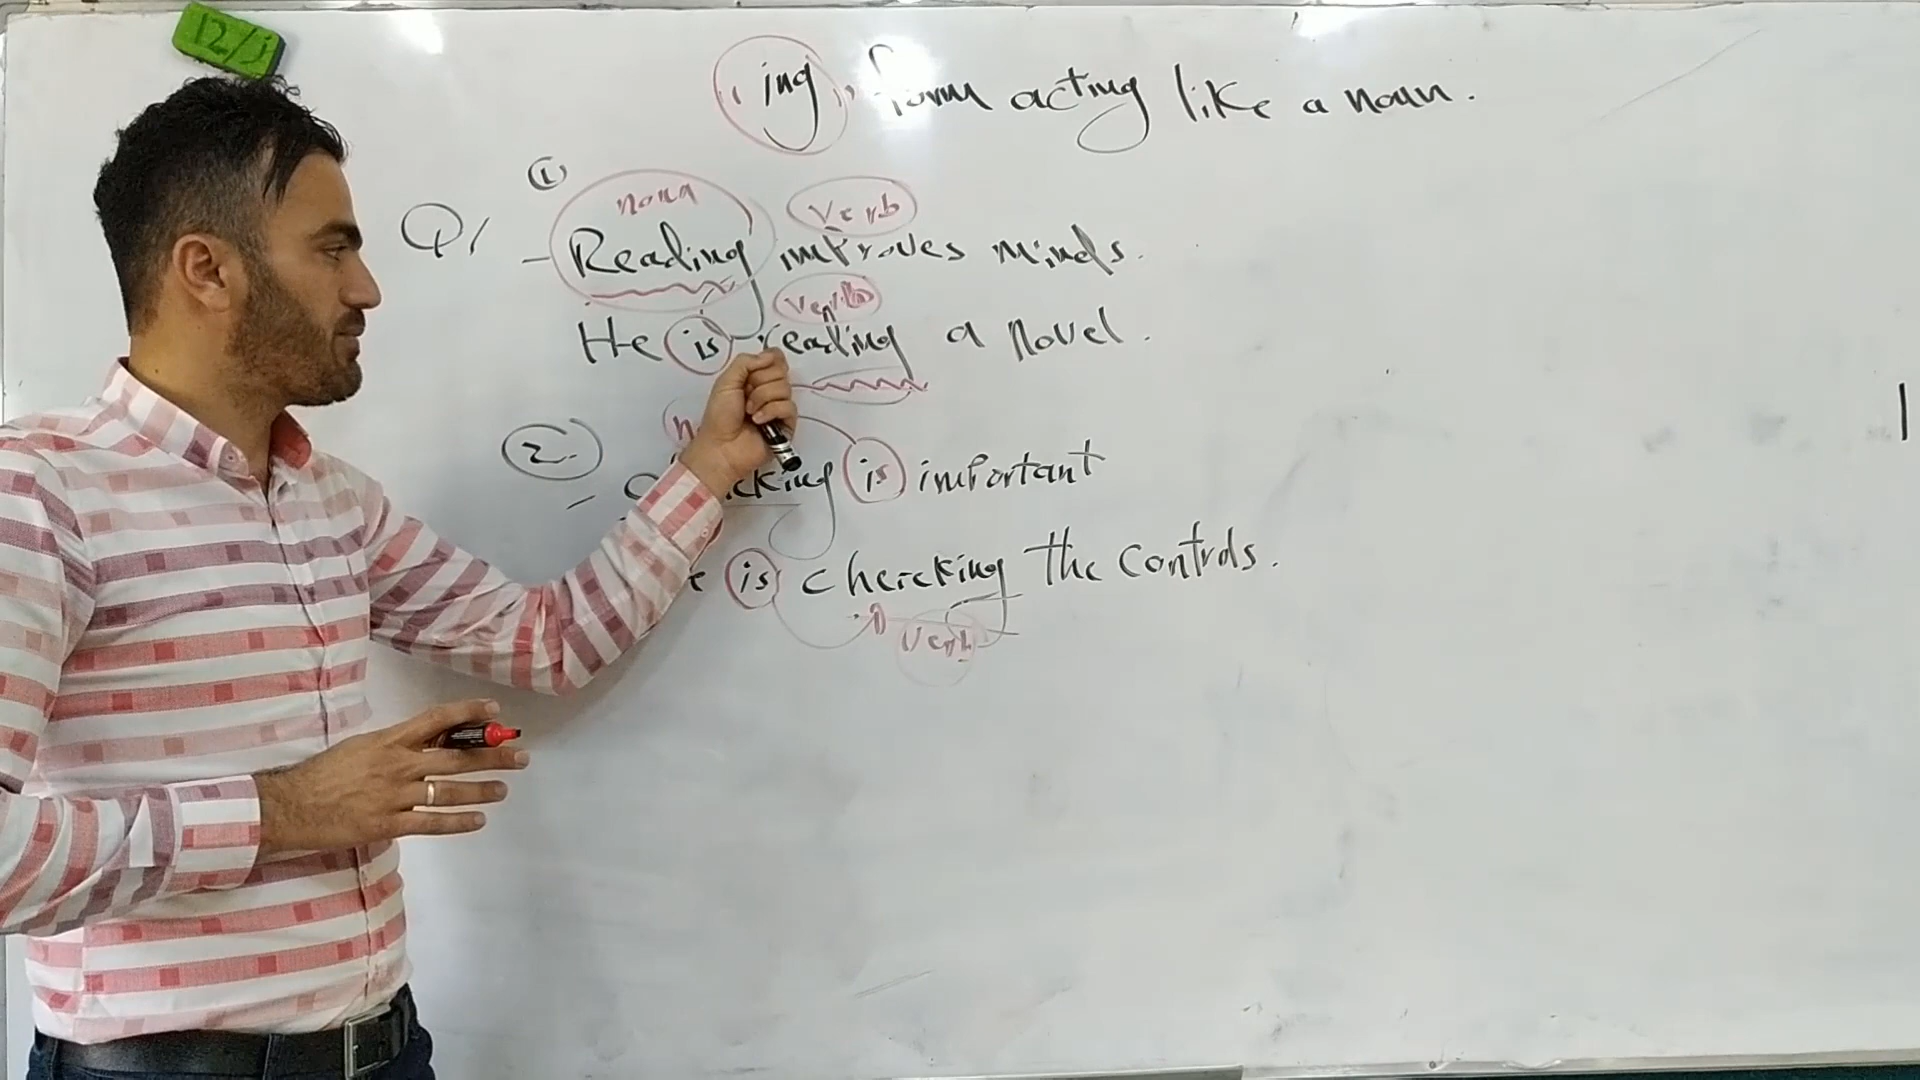 12/j
"ing" form acting like a noun.
①
noun verb
Q1 - Reading improves minds.
verb
He is reading a novel.
2.
- is important
is checking the controls.
verb